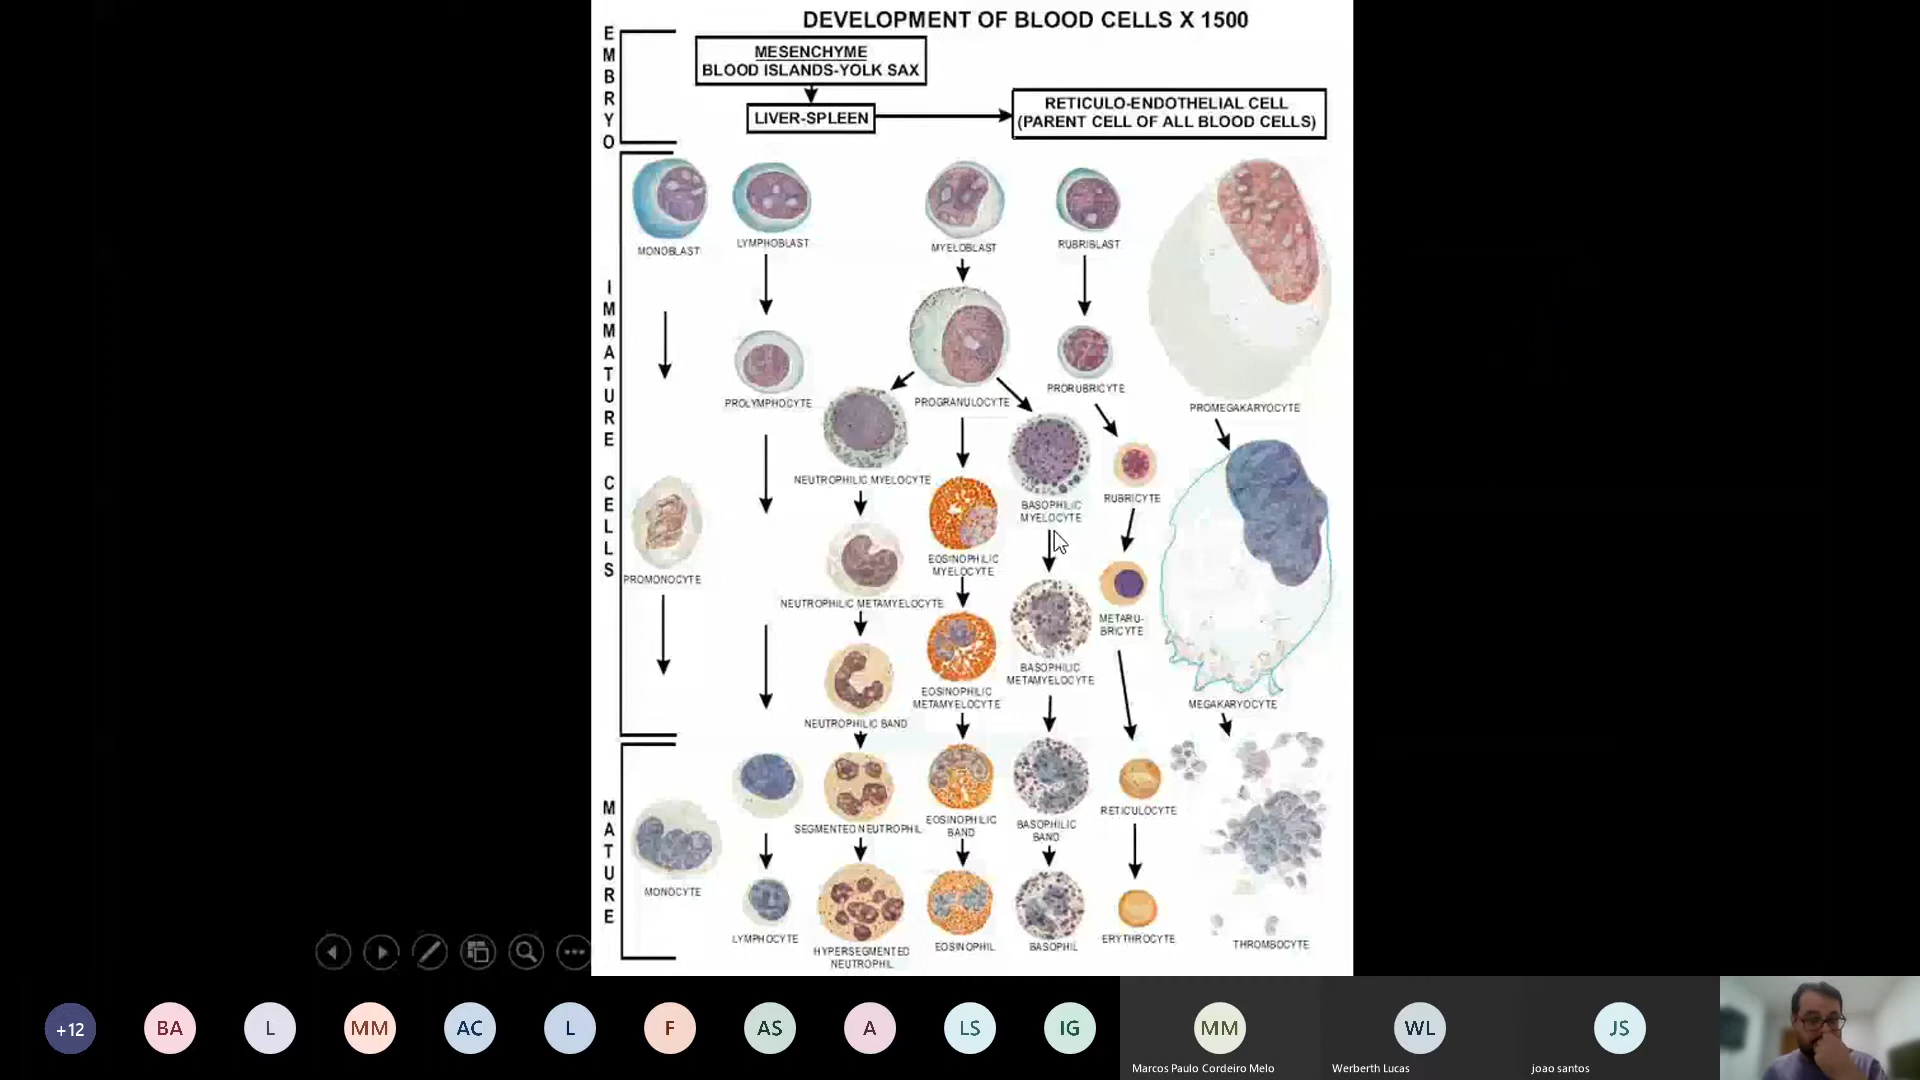 DEVELOPMENT OF BLOOD CELLS X 1500
EMBRYO
MESENCHYME
BLOOD ISLANDS-YOLK SAX
LIVER-SPLEEN
RETICULO-ENDOTHELIAL CELL
(PARENT CELL OF ALL BLOOD CELLS)
IMMATURE CELLS
MONOBLAST
LYMPHOBLAST
MYELOBLAST
RUBRIBLAST
PROLYMPHOCYTE
PROGRANULOCYTE
PRORUBRICYTE
PROMEGAKARYOCYTE
NEUTROPHILIC MYELOCYTE
BASOPHILIC
MYELOCYTE
RUBRICYTE
EOSINOPHILIC
MYELOCYTE
PROMONOCYTE
NEUTROPHILIC METAMYELOCYTE
METARU-
BRICYTE
BASOPHILIC
METAMYELOCYTE
EOSINOPHILIC
METAMYELOCYTE
MEGAKARYOCYTE
NEUTROPHILIC BAND
MATURE
SEGMENTED NEUTROPHIL
EOSINOPHILIC
BAND
BASOPHILIC
BAND
RETICULOCYTE
MONOCYTE
LYMPHOCYTE
HYPERSEGMENTED
NEUTROPHIL
EOSINOPHIL
BASOPHIL
ERYTHROCYTE
THROMBOCYTE
+12
BA
L
MM
AC
L
F
AS
A
LS
IG
MM
Marcos Paulo Cordeiro Melo
WL
Werberth Lucas
JS
joao santos